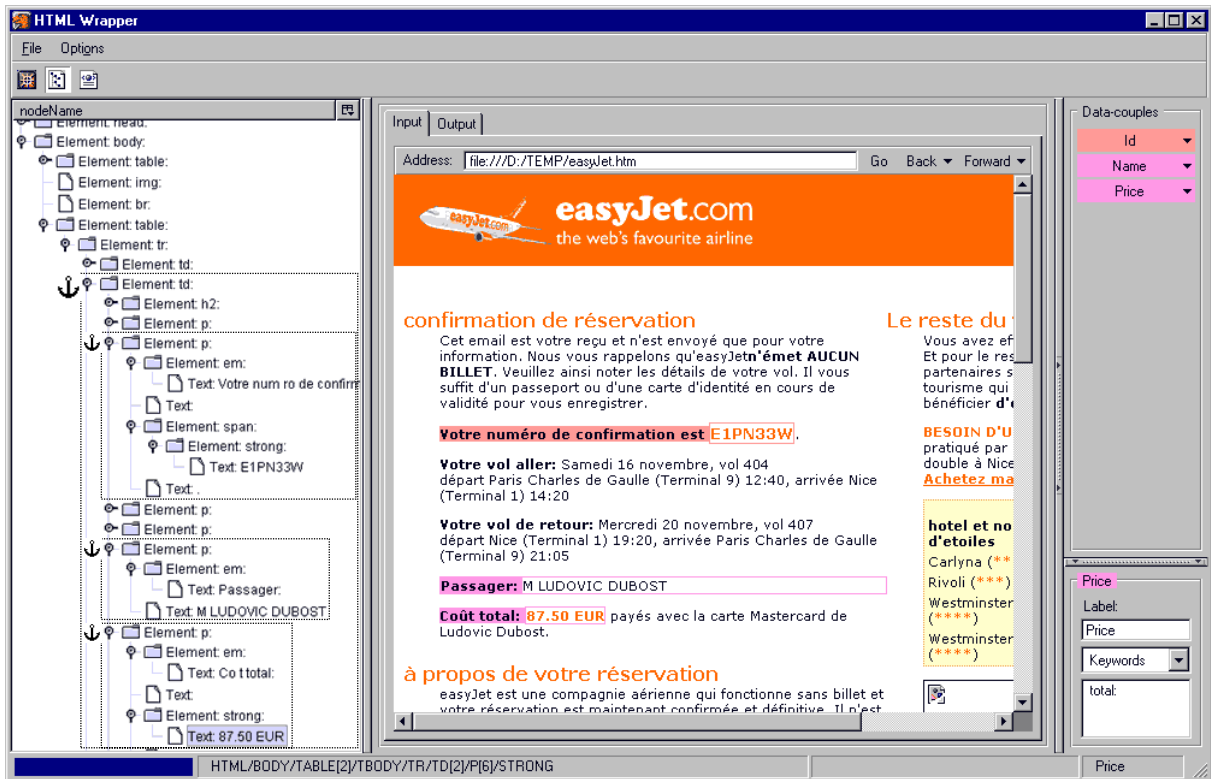 HTML Wrapper
File Options
nodeName
Element: head:
Element: body:
Element: table:
Element: img:
Element: br:
Element: table:
Element: tr:
Element: td:
Element: td:
Element: h2:
Element: p:
Element: p:
Element: em:
Text: Votre num ro de confirm
Text:
Element: span:
Element: strong:
Text: E1PN33W
Text: .
Element: p:
Element: p:
Element: p:
Element: em:
Text: Passager:
Text: M LUDOVIC DUBOST
Element: p:
Element: em:
Text: Co t total:
Text:
Element: strong:
Text: 87.50 EUR
Input Output
Address: file:///D:/TEMP/easyJet.htm Go Back Forward
easyJet.com
easyJet.com
the web's favourite airline
confirmation de réservation
Cet email est votre reçu et n'est envoyé que pour votre
information. Nous vous rappelons qu'easyJetn'émet AUCUN
BILLET. Veuillez ainsi noter les détails de votre vol. Il vous
suffit d'un passeport ou d'une carte d'identité en cours de
validité pour vous enregistrer.
Votre numéro de confirmation est E1PN33W.
Votre vol aller: Samedi 16 novembre, vol 404
départ Paris Charles de Gaulle (Terminal 9) 12:40, arrivée Nice
(Terminal 1) 14:20
Votre vol de retour: Mercredi 20 novembre, vol 407
départ Nice (Terminal 1) 19:20, arrivée Paris Charles de Gaulle
(Terminal 9) 21:05
Passager: M LUDOVIC DUBOST
Coût total: 87.50 EUR payés avec la carte Mastercard de
Ludovic Dubost.
à propos de votre réservation
easyJet est une compagnie aérienne qui fonctionne sans billet et
votre réservation est maintenant confirmée et définitive. Il n'est
Le reste du
Vous avez ef
Et pour le res
partenaires s
tourisme qui
bénéficier d'
BESOIN D'U
pratiqué par
double à Nice
Achetez ma
hotel et no
d'etoiles
Carlyna (**
Rivoli (***)
Westminster
(****)
Westminster
(****)
Data-couples
Id
Name
Price
Price
Label:
Price
Keywords
total:
HTML/BODY/TABLE[2]/TBODY/TR/TD[2]/P[6]/STRONG
Price